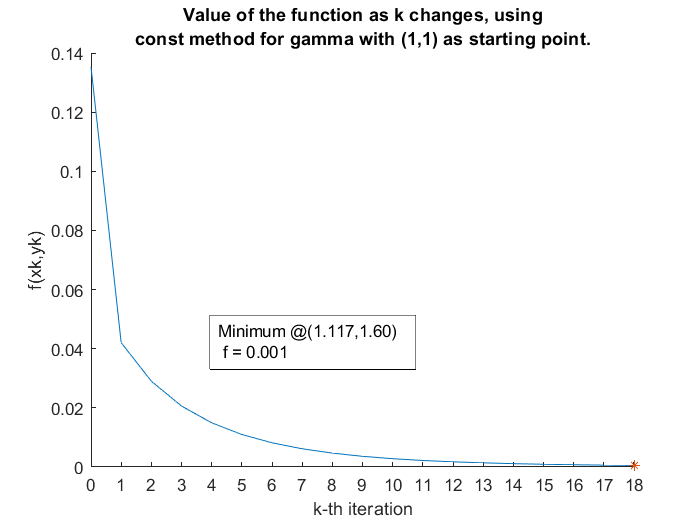 Value of the function as k changes, using
const method for gamma with (1,1) as starting point.
0.14
0.12
0.1
0.08
0.06
0.04
0.02
0
f(xk,yk)
Minimum @(1.117,1.60)
f = 0.001
0 1 2 3 4 5 6 7 8 9 10 11 12 13 14 15 16 17 18
k-th iteration